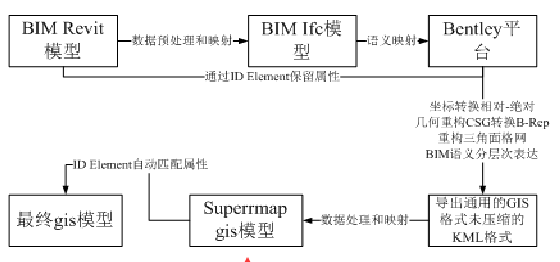 BIM Revit
模型
数据预处理和映射
BIM Ifc模
型
语义映射
Bentley平
台
通过ID Element保留属性
坐标转换相对-绝对
几何重构CSG转换B-Rep
重构三角面格网
BIM语义分层次表达
ID Element自动匹配属性
最终gis模型
Superrmap
gis模型
数据处理和映射
导出通用的GIS
格式未压缩的
KML格式